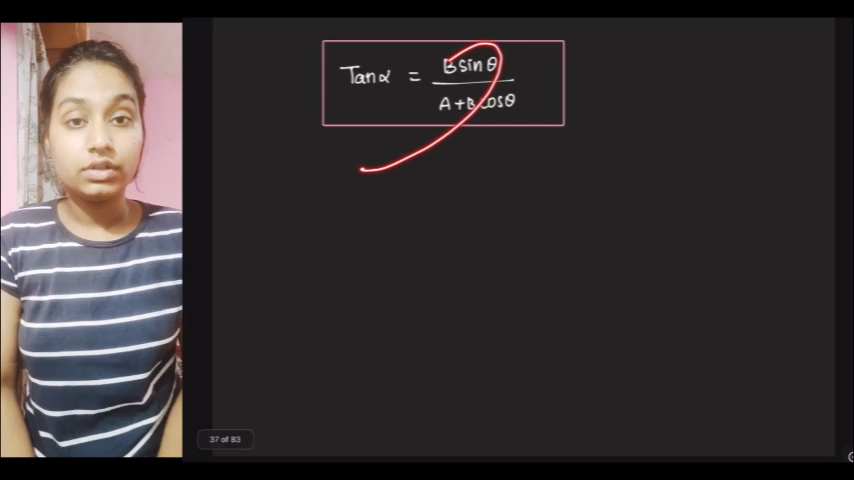 Tanα = Bsinθ
A+Bcosθ
37 of 83